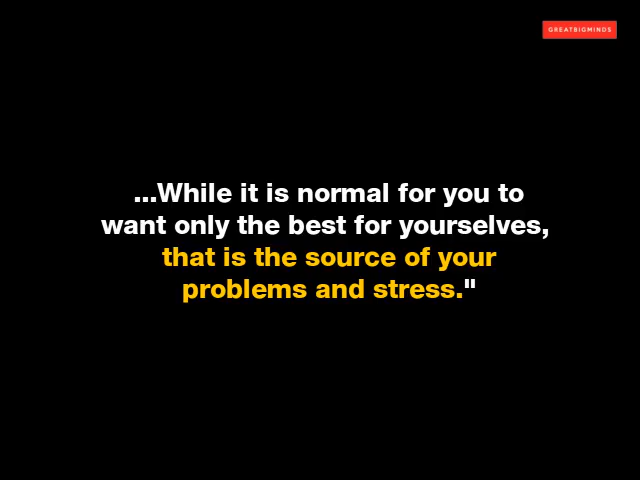 GREATBIGMINDS
...While it is normal for you to
want only the best for yourselves,
that is the source of your
problems and stress."